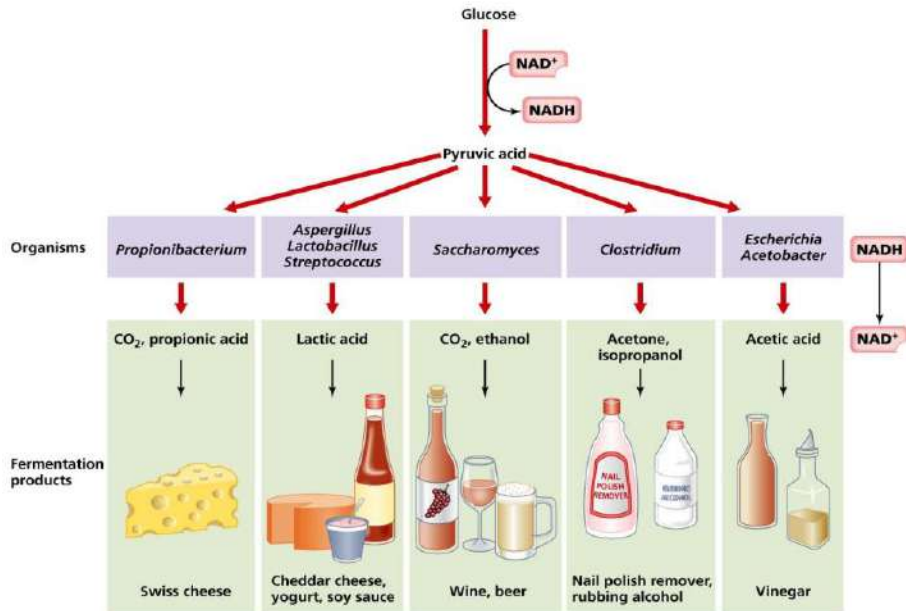 Glucose
NAD⁺
NADH
Pyruvic acid
Organisms
Propionibacterium
Aspergillus
Lactobacillus
Streptococcus
Saccharomyces
Clostridium
Escherichia
Acetobacter
NADH
CO₂, propionic acid
Lactic acid
CO₂, ethanol
Acetone,
isopropanol
Acetic acid
NAD⁺
Fermentation
products
NAIL
POLISH
REMOVER
RUBBING
ALCOHOL
Swiss cheese
Cheddar cheese,
yogurt, soy sauce
Wine, beer
Nail polish remover,
rubbing alcohol
Vinegar